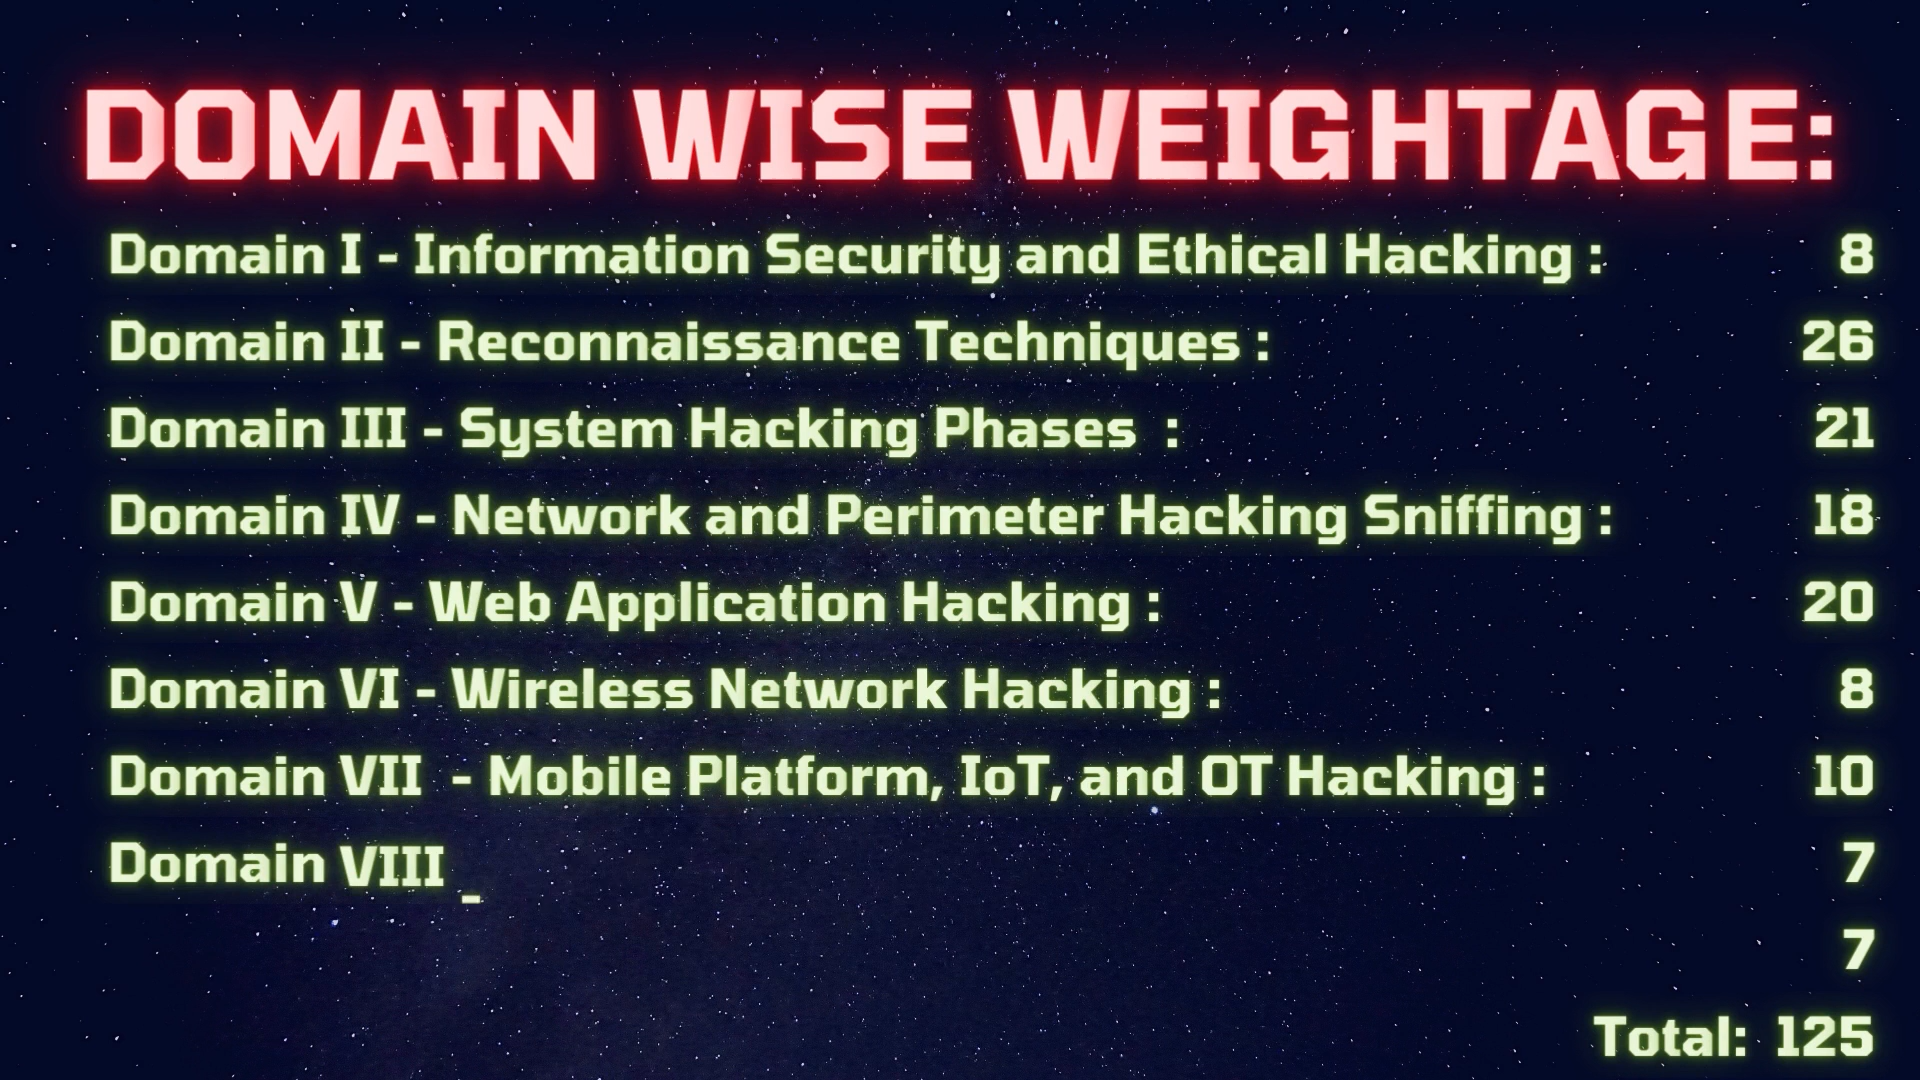 DOMAIN WISE WEIGHTAGE:
Domain I - Information Security and Ethical Hacking : 8
Domain II - Reconnaissance Techniques : 26
Domain III - System Hacking Phases : 21
Domain IV - Network and Perimeter Hacking Sniffing : 18
Domain V - Web Application Hacking : 20
Domain VI - Wireless Network Hacking : 8
Domain VII - Mobile Platform, IoT, and OT Hacking : 10
Domain VIII _ 7
7
Total: 125